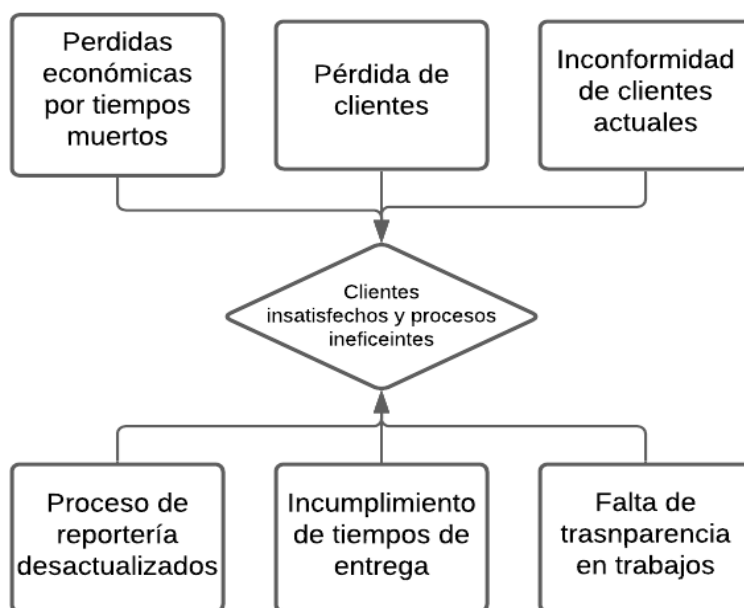 Perdidas
económicas
por tiempos
muertos
Pérdida de
clientes
Inconformidad
de clientes
actuales
Clientes
insatisfechos y procesos
ineficeintes
Proceso de
reportería
desactualizados
Incumplimiento
de tiempos de
entrega
Falta de
trasnparencia
en trabajos